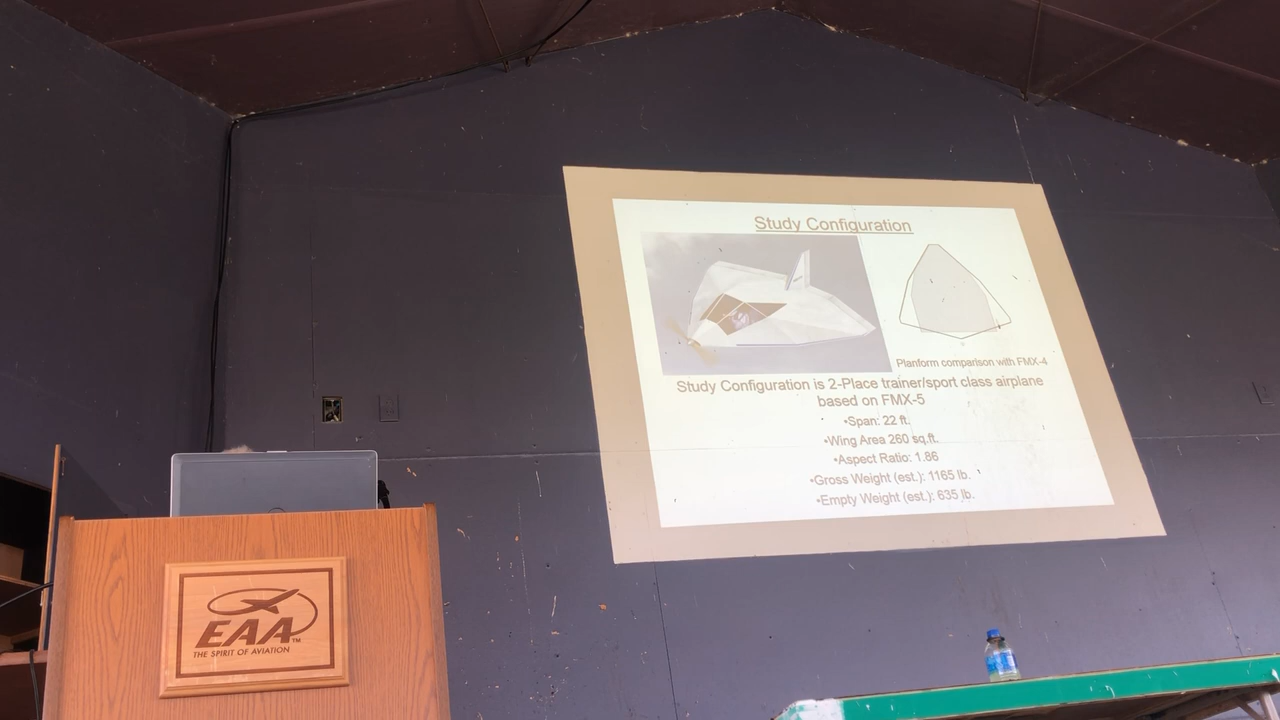 Study Configuration
Planform comparison with FMX-4
Study Configuration is 2-Place trainer/sport class airplane
based on FMX-5
•Span: 22 ft.
•Wing Area 260 sq.ft.
•Aspect Ratio: 1.86
•Gross Weight (est.): 1165 lb.
•Empty Weight (est.): 635 lb.
EAA™
THE SPIRIT OF AVIATION